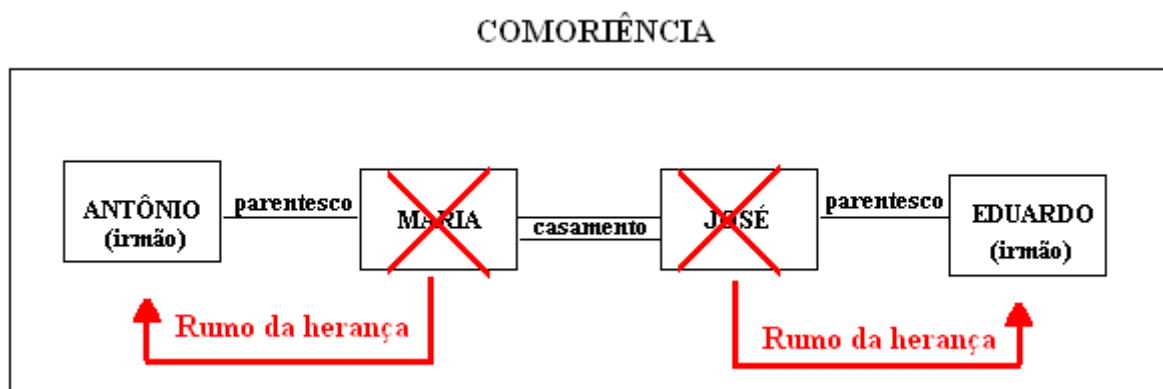 COMORIÊNCIA
ANTÔNIO
(irmão)
parentesco
MARIA
casamento
JOSÉ
parentesco
EDUARDO
(irmão)
Rumo da herança
Rumo da herança